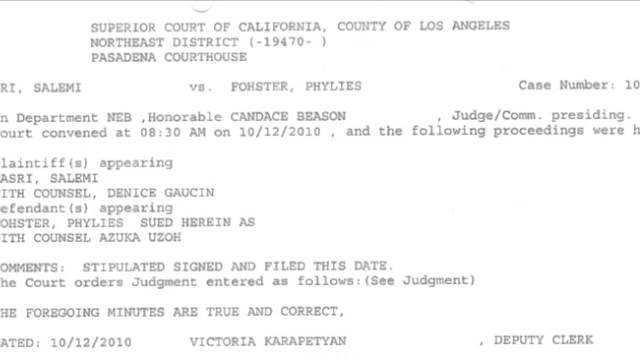 SUPERIOR COURT OF CALIFORNIA, COUNTY OF LOS ANGELES
NORTHEAST DISTRICT (-19470- )
PASADENA COURTHOUSE
RI, SALEMI vs. FOHSTER, PHYLIES Case Number: 10
n Department NEB ,Honorable CANDACE BEASON , Judge/Comm. presiding.
ourt convened at 08:30 AM on 10/12/2010 , and the following proceedings were h
laintiff(s) appearing
ASRI, SALEMI
ITH COUNSEL, DENICE GAUCIN
efendant(s) appearing
OHSTER, PHYLIES SUED HEREIN AS
ITH COUNSEL AZUKA UZOH
OMMENTS: STIPULATED SIGNED AND FILED THIS DATE.
he Court orders Judgment entered as follows:(See Judgment)
HE FOREGOING MINUTES ARE TRUE AND CORRECT,
ATED: 10/12/2010 VICTORIA KARAPETYAN , DEPUTY CLERK